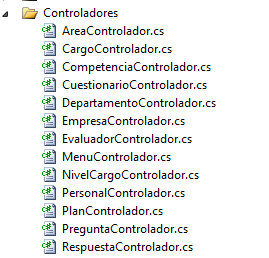 Controladores
AreaControlador.cs
CargoControlador.cs
CompetenciaControlador.cs
CuestionarioControlador.cs
DepartamentoControlador.cs
EmpresaControlador.cs
EvaluadorControlador.cs
MenuControlador.cs
NivelCargoControlador.cs
PersonalControlador.cs
PlanControlador.cs
PreguntaControlador.cs
RespuestaControlador.cs